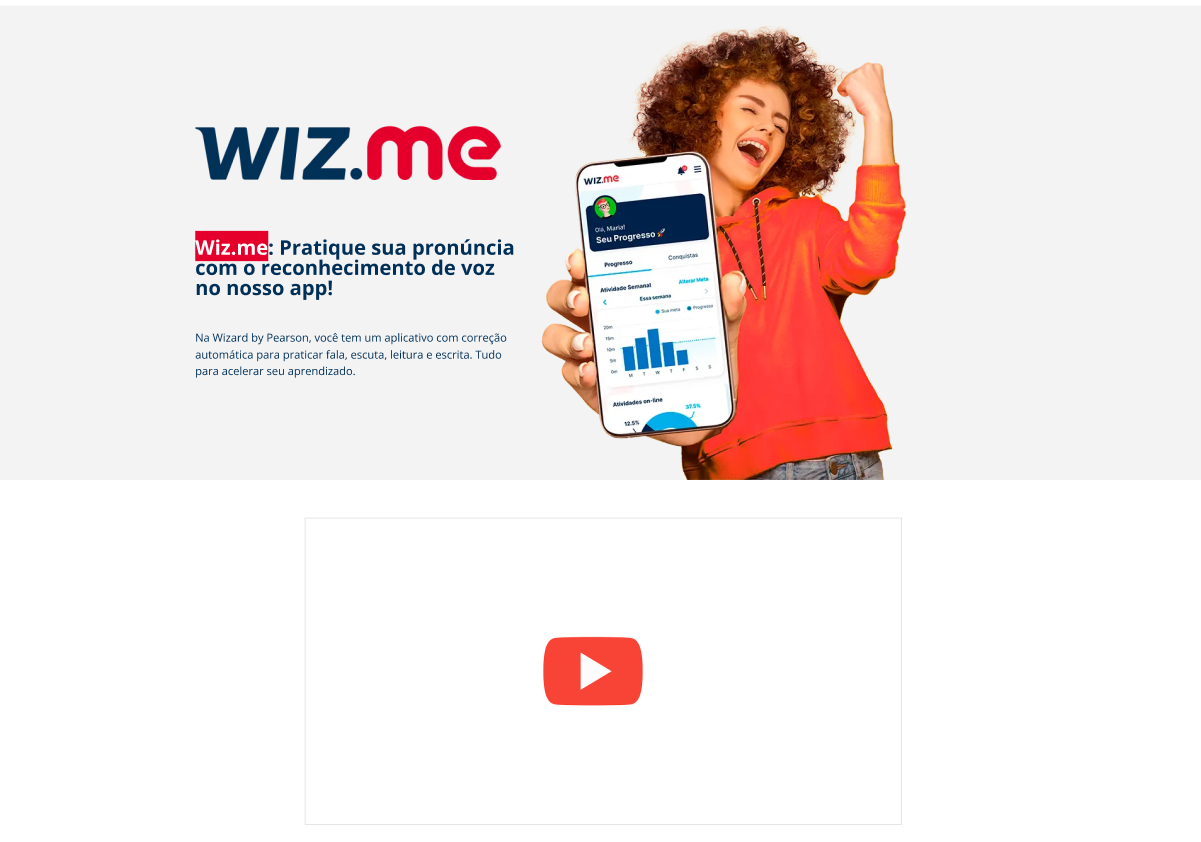 WIZ.me
Wiz.me: Pratique sua pronúncia
com o reconhecimento de voz
no nosso app!
Na Wizard by Pearson, você tem um aplicativo com correção
automática para praticar fala, escuta, leitura e escrita. Tudo
para acelerar seu aprendizado.
WIZ.me
Olá, Maria!
Seu Progresso 🚀
Progresso
Conquistas
Atividade Semanal
Alterar Meta
Essa semana
Sua meta
Progresso
20m
15m
10m
5m
0m
M T W T F S S
Atividades on-line
37.5%
12.5%